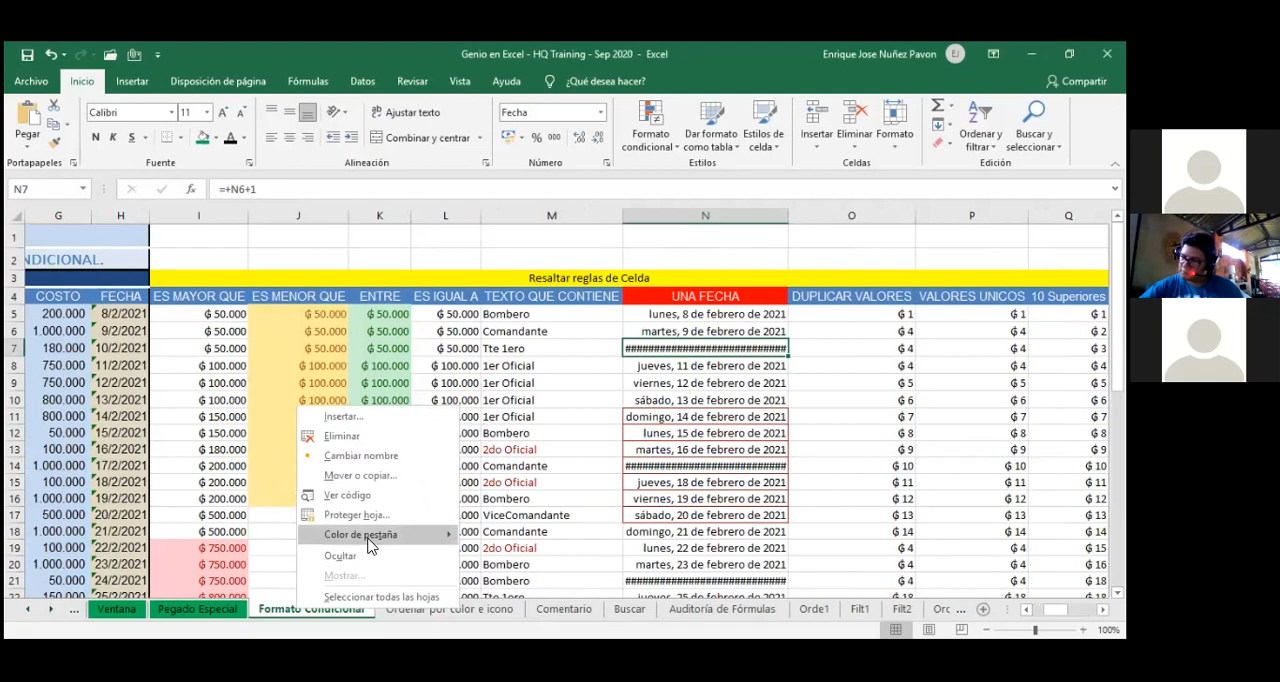 Genio en Excel - HQ Training - Sep 2020 - Excel
Enrique Jose Nuñez Pavon EJ
Archivo Inicio Insertar Disposición de página Fórmulas Datos Revisar Vista Ayuda ¿Qué desea hacer? Compartir
Pegar
Calibri 11 A A
N K S A
Ajustar texto
Combinar y centrar
Fecha
% 000
Formato condicional
Dar formato como tabla
Estilos de celda
Insertar Eliminar Formato
Ordenar y filtrar
Buscar y seleccionar
Portapapeles Fuente Alineación Número Estilos Celdas Edición
N7 fx =+N6+1
G H I J K L M N O P Q
1
2 NDICIONAL.
3 Resaltar reglas de Celda
4 COSTO FECHA ES MAYOR QUE ES MENOR QUE ENTRE ES IGUAL A TEXTO QUE CONTIENE UNA FECHA DUPLICAR VALORES VALORES UNICOS 10 Superiores
5 200.000 8/2/2021 ₲ 50.000 ₲ 50.000 ₲ 50.000 ₲ 50.000 Bombero lunes, 8 de febrero de 2021 ₲ 1 ₲ 1 ₲ 1
6 1.000.000 9/2/2021 ₲ 50.000 ₲ 50.000 ₲ 50.000 ₲ 50.000 Comandante martes, 9 de febrero de 2021 ₲ 4 ₲ 4 ₲ 2
7 180.000 10/2/2021 ₲ 50.000 ₲ 50.000 ₲ 50.000 ₲ 50.000 Tte 1ero ############################ ₲ 4 ₲ 4 ₲ 3
8 750.000 11/2/2021 ₲ 100.000 ₲ 100.000 ₲ 100.000 ₲ 100.000 1er Oficial jueves, 11 de febrero de 2021 ₲ 4 ₲ 4 ₲ 4
9 750.000 12/2/2021 ₲ 100.000 ₲ 100.000 ₲ 100.000 ₲ 100.000 1er Oficial viernes, 12 de febrero de 2021 ₲ 5 ₲ 5 ₲ 5
10 800.000 13/2/2021 ₲ 100.000 ₲ 100.000 ₲ 100.000 ₲ 100.000 1er Oficial sábado, 13 de febrero de 2021 ₲ 6 ₲ 6 ₲ 6
11 800.000 14/2/2021 ₲ 150.000 .000 1er Oficial domingo, 14 de febrero de 2021 ₲ 7 ₲ 7 ₲ 7
12 50.000 15/2/2021 ₲ 150.000 .000 Bombero lunes, 15 de febrero de 2021 ₲ 8 ₲ 8 ₲ 8
13 100.000 16/2/2021 ₲ 180.000 .000 2do Oficial martes, 16 de febrero de 2021 ₲ 9 ₲ 9 ₲ 9
14 1.000.000 17/2/2021 ₲ 200.000 .000 Comandante ############################ ₲ 10 ₲ 10 ₲ 10
15 100.000 18/2/2021 ₲ 200.000 .000 2do Oficial jueves, 18 de febrero de 2021 ₲ 11 ₲ 11 ₲ 11
16 1.000.000 19/2/2021 ₲ 200.000 .000 Bombero viernes, 19 de febrero de 2021 ₲ 12 ₲ 12 ₲ 12
17 500.000 20/2/2021 ₲ 500.000 .000 ViceComandante sábado, 20 de febrero de 2021 ₲ 13 ₲ 13 ₲ 13
18 1.000.000 21/2/2021 ₲ 500.000 .000 Comandante domingo, 21 de febrero de 2021 ₲ 14 ₲ 14 ₲ 14
19 100.000 22/2/2021 ₲ 750.000 .000 2do Oficial lunes, 22 de febrero de 2021 ₲ 4 ₲ 4 ₲ 15
20 1.000.000 23/2/2021 ₲ 750.000 .000 Bombero martes, 23 de febrero de 2021 ₲ 4 ₲ 4 ₲ 16
21 50.000 24/2/2021 ₲ 750.000 .000 Bombero ############################ ₲ 4 ₲ 4 ₲ 18
Insertar...
Eliminar
Cambiar nombre
Mover o copiar...
Ver código
Proteger hoja...
Color de pestaña
Ocultar
Mostrar...
Seleccionar todas las hojas
... Ventana Pegado Especial Formato Condicional Ordenar por color e icono Comentario Buscar Auditoría de Fórmulas Orde1 Filt1 Filt2 Orc ...
100%